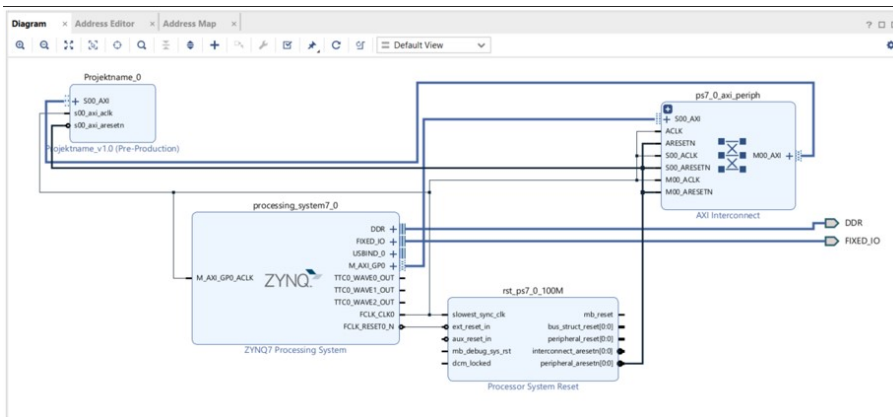 Diagram × Address Editor × Address Map ×
? □
Default View
Projektname_0
S00_AXI
s00_axi_aclk
s00_axi_aresetn
Projektname_v1.0 (Pre-Production)
ps7_0_axi_periph
S00_AXI
ACLK
ARESETN
S00_ACLK
M00_AXI
S00_ARESETN
M00_ACLK
M00_ARESETN
AXI Interconnect
processing_system7_0
DDR
FIXED_IO
USBIND_0
M_AXI_GP0
M_AXI_GP0_ACLK
ZYNQ
TTC0_WAVE0_OUT
TTC0_WAVE1_OUT
TTC0_WAVE2_OUT
FCLK_CLK0
FCLK_RESET0_N
ZYNQ7 Processing System
DDR
FIXED_IO
rst_ps7_0_100M
slowest_sync_clk mb_reset
ext_reset_in bus_struct_reset[0:0]
aux_reset_in peripheral_reset[0:0]
mb_debug_sys_rst interconnect_aresetn[0:0]
dcm_locked peripheral_aresetn[0:0]
Processor System Reset